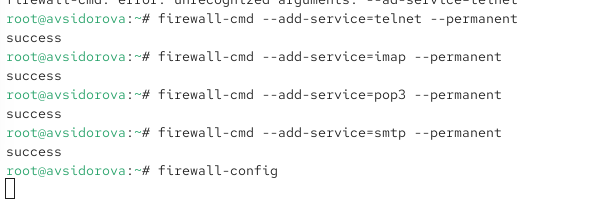 firewall-cmd: error: unrecognized arguments: --ad-service=telnet
root@avsidorova:~# firewall-cmd --add-service=telnet --permanent
success
root@avsidorova:~# firewall-cmd --add-service=imap --permanent
success
root@avsidorova:~# firewall-cmd --add-service=pop3 --permanent
success
root@avsidorova:~# firewall-cmd --add-service=smtp --permanent
success
root@avsidorova:~# firewall-config